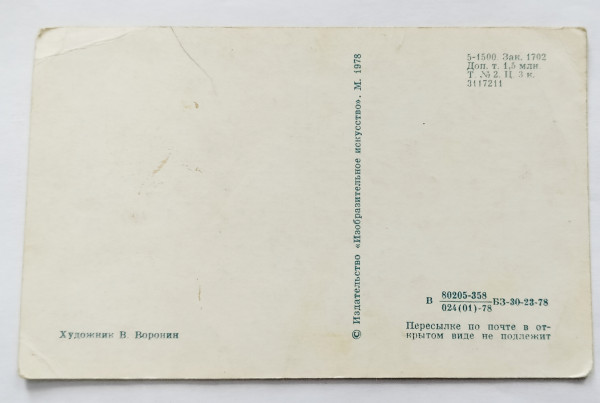 5-1500. Зак. 1702
Доп. т. 1,5 млн.
Т. № 2. Ц. 3 к.
3117211
© Издательство «Изобразительное искусство». М. 1978
В 80205-358
024(01)-78 БЗ-30-23-78
Художник В. Воронин
Пересылке по почте в от-
крытом виде не подлежит